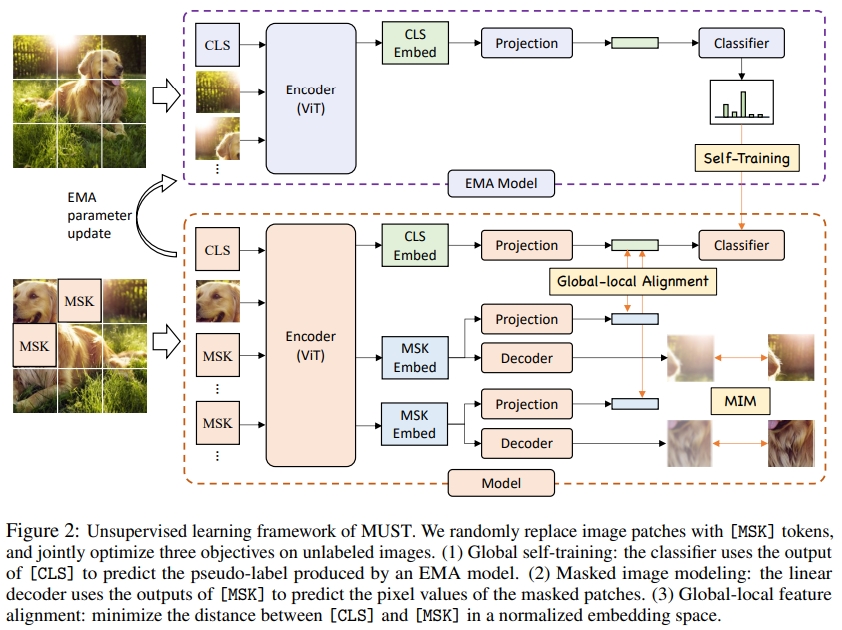 CLS
Encoder
(ViT)
CLS
Embed
Projection
Classifier
Self-Training
EMA Model
EMA
parameter
update
CLS
Encoder
(ViT)
CLS
Embed
Projection
Classifier
Global-local Alignment
MSK
MSK
MSK
MSK
Embed
Projection
Decoder
MIM
MSK
MSK
Embed
Projection
Decoder
Model
Figure 2: Unsupervised learning framework of MUST. We randomly replace image patches with [MSK] tokens,
and jointly optimize three objectives on unlabeled images. (1) Global self-training: the classifier uses the output
of [CLS] to predict the pseudo-label produced by an EMA model. (2) Masked image modeling: the linear
decoder uses the outputs of [MSK] to predict the pixel values of the masked patches. (3) Global-local feature
alignment: minimize the distance between [CLS] and [MSK] in a normalized embedding space.